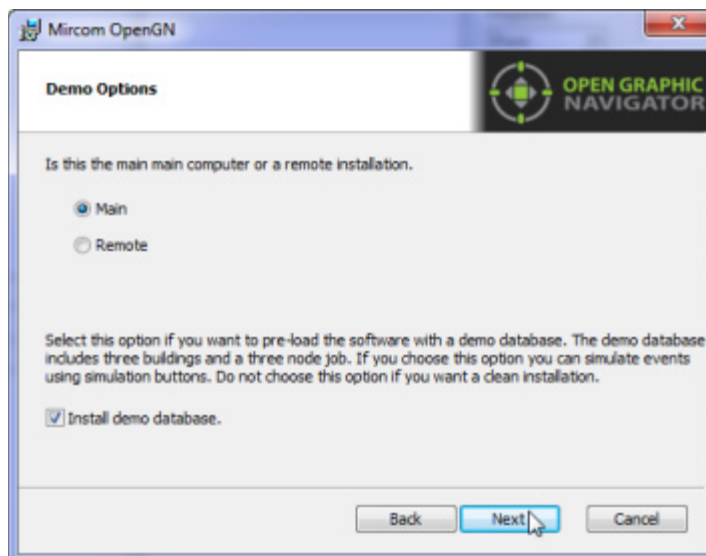 Mircom OpenGN
Demo Options
OPEN GRAPHIC
NAVIGATOR
Is this the main main computer or a remote installation.
Main
Remote
Select this option if you want to pre-load the software with a demo database. The demo database
includes three buildings and a three node job. If you choose this option you can simulate events
using simulation buttons. Do not choose this option if you want a clean installation.
Install demo database.
Back
Next
Cancel